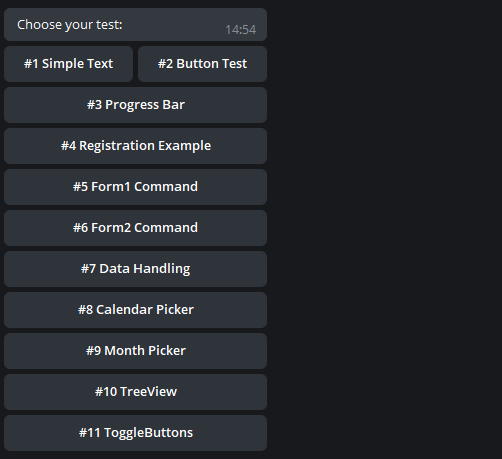 Choose your test:
14:54
#1 Simple Text #2 Button Test
#3 Progress Bar
#4 Registration Example
#5 Form1 Command
#6 Form2 Command
#7 Data Handling
#8 Calendar Picker
#9 Month Picker
#10 TreeView
#11 ToggleButtons